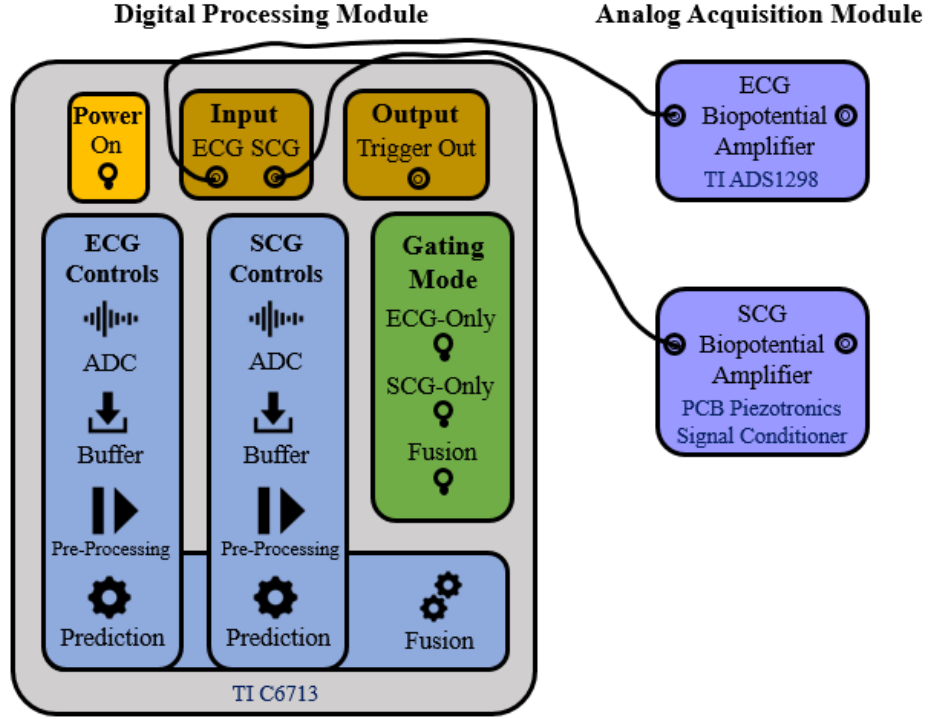 Digital Processing Module
Analog Acquisition Module
Power
On
Input
ECG SCG
Output
Trigger Out
ECG
Controls
ADC
Buffer
Pre-Processing
Prediction
SCG
Controls
ADC
Buffer
Pre-Processing
Prediction
Gating
Mode
ECG-Only
SCG-Only
Fusion
Fusion
TI C6713
ECG
Biopotential
Amplifier
TI ADS1298
SCG
Biopotential
Amplifier
PCB Piezotronics
Signal Conditioner